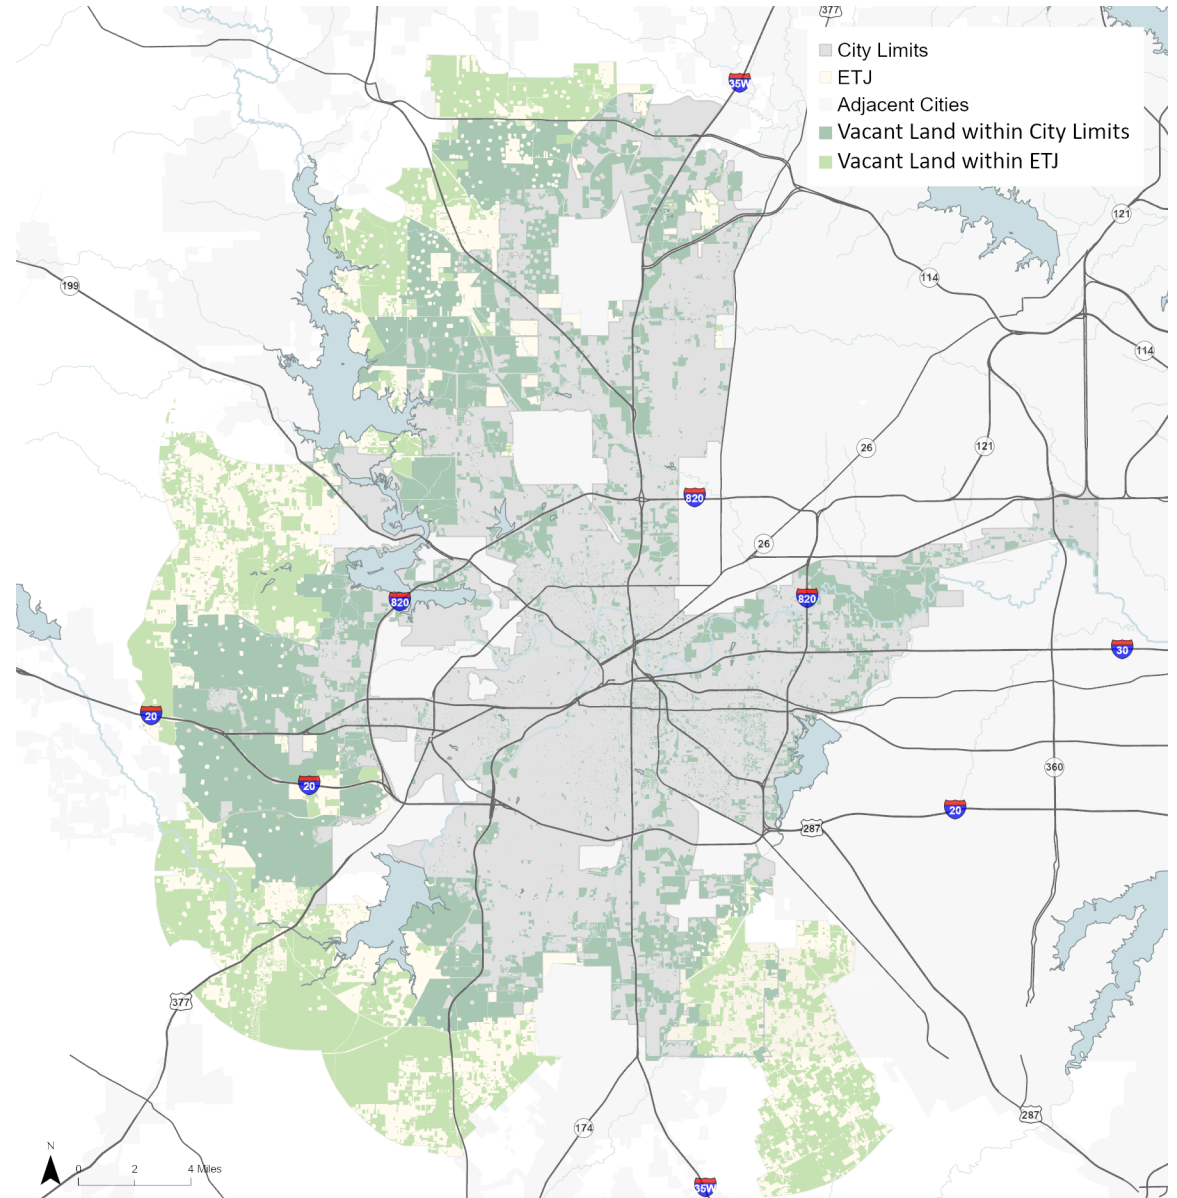 377
City Limits
35W
ETJ
Adjacent Cities
Vacant Land within City Limits
Vacant Land within ETJ
121
114
199
114
26
121
820
26
820
820
30
20
360
20
20
287
377
287
174
N
0 2 4 Miles
35W